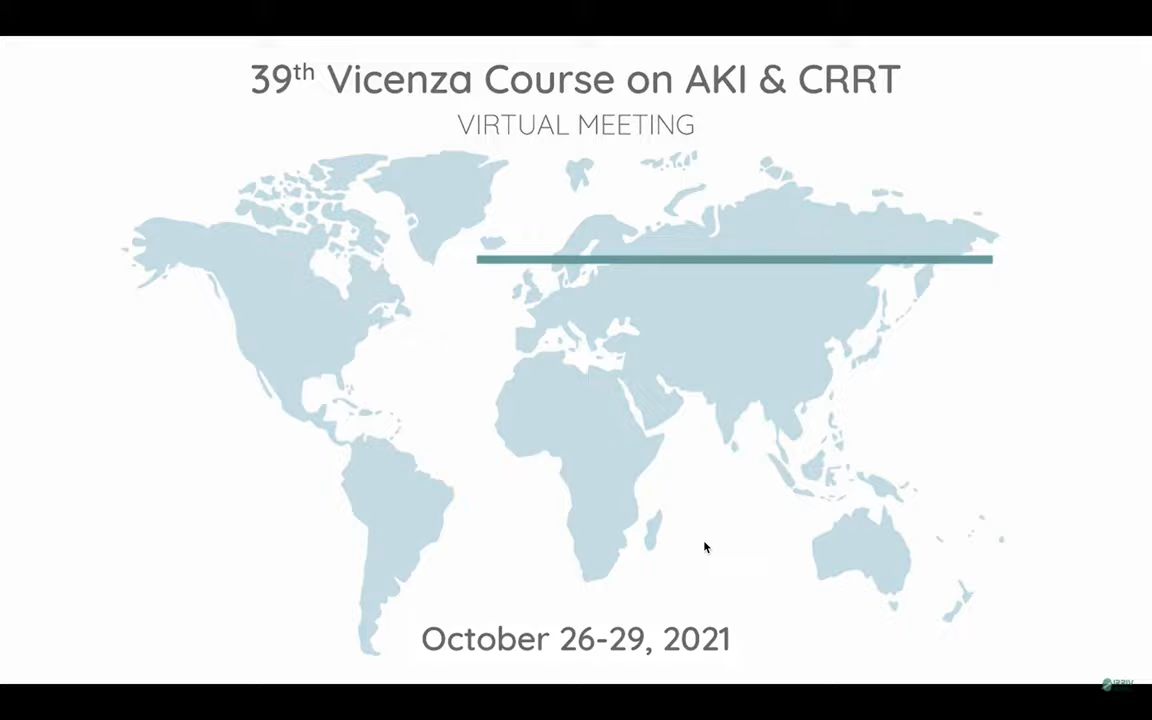 39th Vicenza Course on AKI & CRRT
VIRTUAL MEETING
October 26-29, 2021